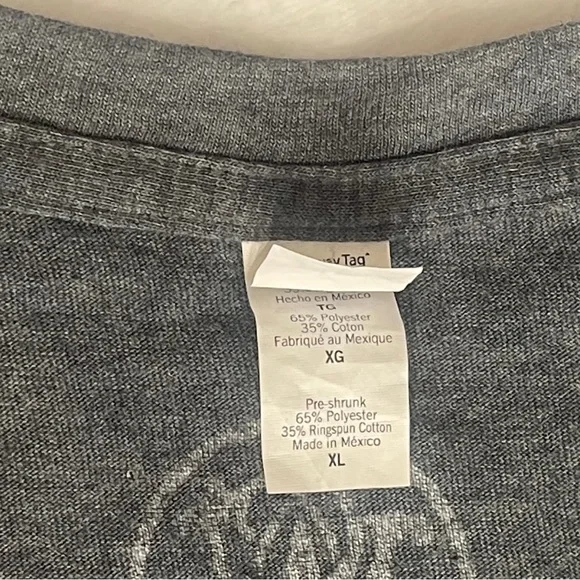 Tag
Hecho en México
TG
65% Polyester
35% Coton
Fabriqué au Mexique
XG
Pre-shrunk
65% Polyester
35% Ringspun Cotton
Made in México
XL